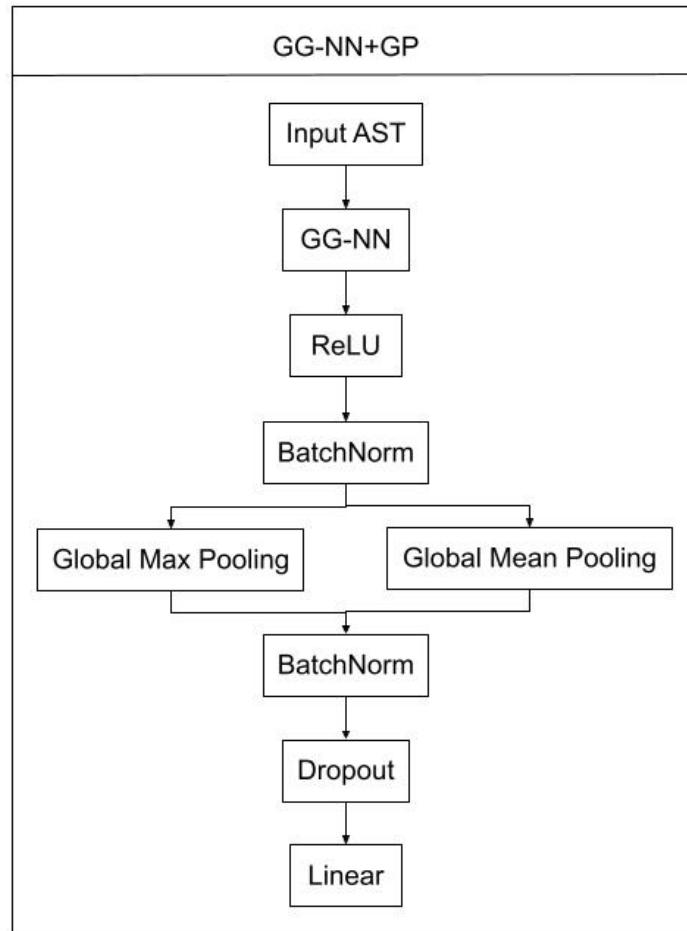 GG-NN+GP
Input AST
GG-NN
ReLU
BatchNorm
Global Max Pooling
Global Mean Pooling
BatchNorm
Dropout
Linear